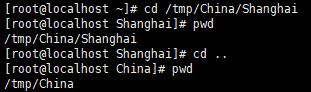 [root@localhost ~]# cd /tmp/China/Shanghai
[root@localhost Shanghai]# pwd
/tmp/China/Shanghai
[root@localhost Shanghai]# cd ..
[root@localhost China]# pwd
/tmp/China